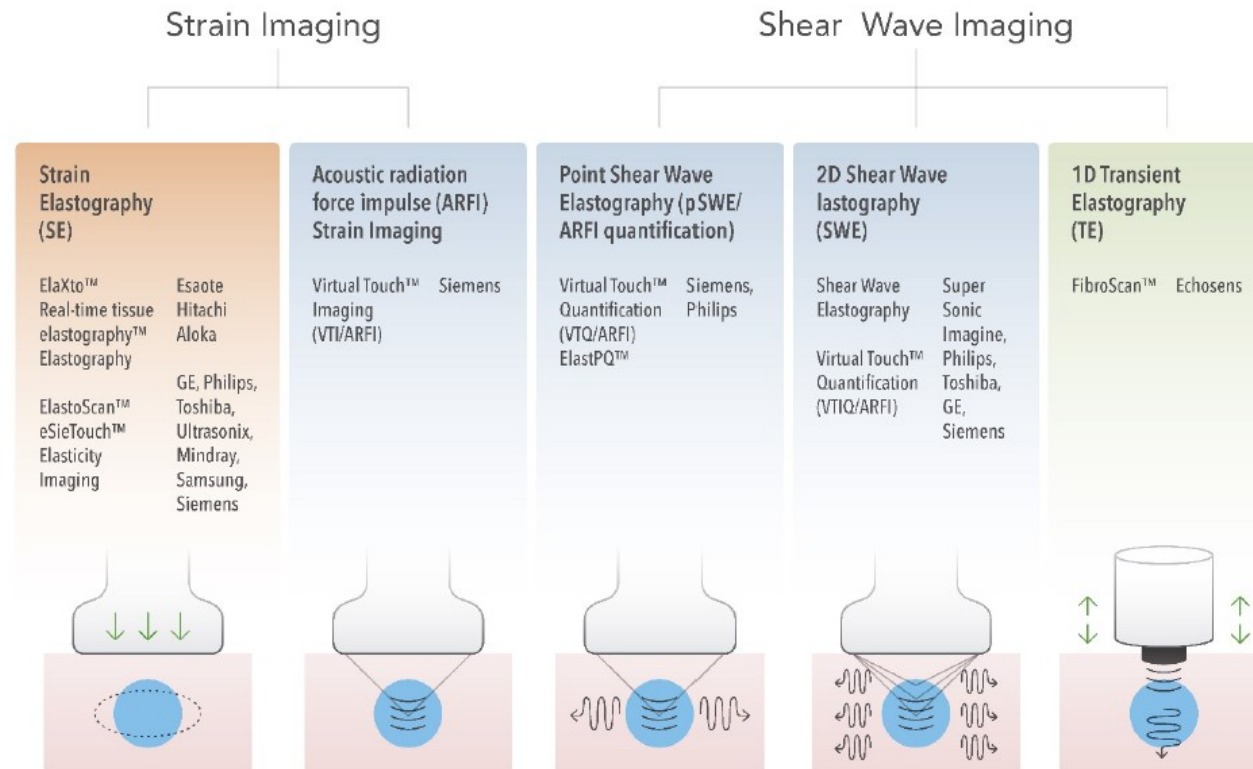 Strain Imaging
Shear Wave Imaging
Strain
Elastography
(SE)
ElaXto™
Real-time tissue
elastography™
Elastography
ElastoScan™
eSieTouch™
Elasticity
Imaging
Esaote
Hitachi
Aloka
GE, Philips,
Toshiba,
Ultrasonix,
Mindray,
Samsung,
Siemens
Acoustic radiation
force impulse (ARFI)
Strain Imaging
Virtual Touch™
Imaging
(VTI/ARFI)
Siemens
Point Shear Wave
Elastography (pSWE/
ARFI quantification)
Virtual Touch™
Quantification
(VTQ/ARFI)
ElastPQ™
Siemens,
Philips
2D Shear Wave
lastography
(SWE)
Shear Wave
Elastography
Virtual Touch™
Quantification
(VTIQ/ARFI)
Super
Sonic
Imagine,
Philips,
Toshiba,
GE,
Siemens
1D Transient
Elastography
(TE)
FibroScan™
Echosens